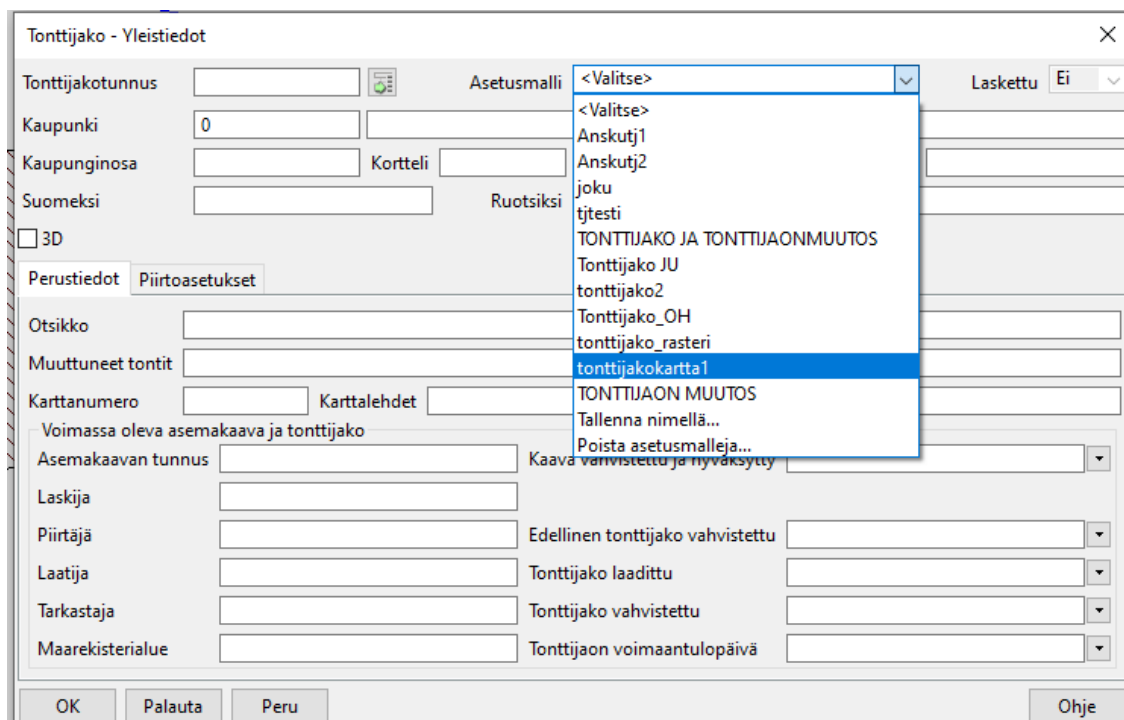 Tonttijako - Yleistiedot
Tonttijakotunnus Asetusmalli <Valitse> Laskettu Ei
<Valitse>
Kaupunki 0
Anskutj1
Kaupunginosa Kortteli
Anskutj2
joku
Suomeksi Ruotsiksi
tjtesti
3D
TONTTIJAKO JA TONTTIJAONMUUTOS
Tonttijako JU
Perustiedot Piirtoasetukset
tonttijako2
Tonttijako_OH
Otsikko
tonttijako_rasteri
Muuttuneet tontit
tonttijakokartta1
Karttanumero Karttalehdet
TONTTIJAON MUUTOS
Tallenna nimellä...
Voimassa oleva asemakaava ja tonttijako
Poista asetusmalleja...
Asemakaavan tunnus Kaava vahvistettu ja hyväksytty
Laskija
Piirtäjä Edellinen tonttijako vahvistettu
Laatija Tonttijako laadittu
Tarkastaja Tonttijako vahvistettu
Maarekisterialue Tonttijaon voimaantulopäivä
OK Palauta Peru Ohje